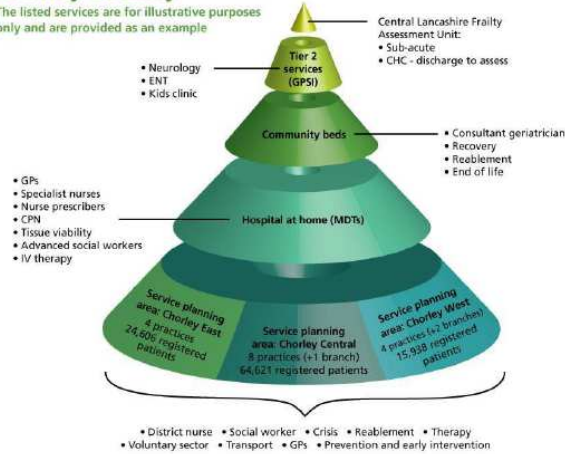 The listed services are for illustrative purposes
only and are provided as an example
Central Lancashire Frailty
Assessment Unit:
• Sub-acute
• CHC - discharge to assess
Tier 2
services
(GPSI)
• Neurology
• ENT
• Kids clinic
Community beds
• Consultant geriatrician
• Recovery
• Reablement
• End of life
• GPs
• Specialist nurses
• Nurse prescribers
• CPN
• Tissue viability
• Advanced social workers
• IV therapy
Hospital at home (MDTs)
Service planning
area: Chorley East
4 practices
24,606 registered
patients
Service planning
area: Chorley Central
8 practices (+1 branch)
64,621 registered patients
Service planning
area: Chorley West
4 practices (+2 branches)
15,938 registered
patients
• District nurse • Social worker • Crisis • Reablement • Therapy
• Voluntary sector • Transport • GPs • Prevention and early intervention